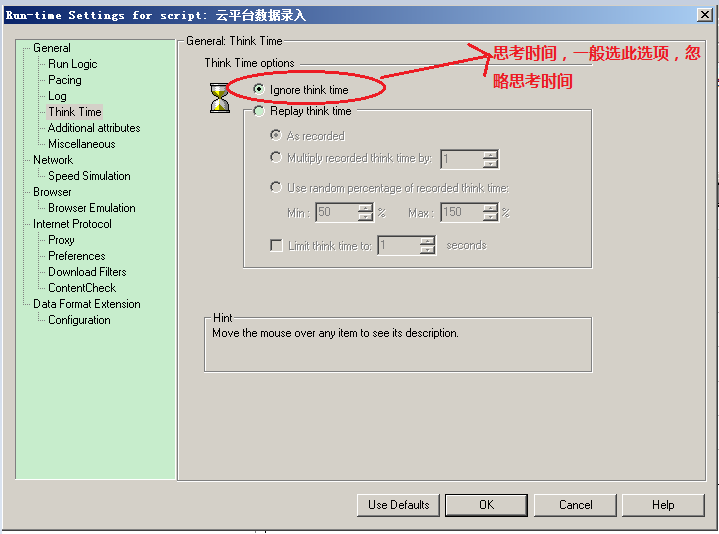 Run-time Settings for script: 云平台数据录入
General
Run Logic
Pacing
Log
Think Time
Additional attributes
Miscellaneous
Network
Speed Simulation
Browser
Browser Emulation
Internet Protocol
Proxy
Preferences
Download Filters
ContentCheck
Data Format Extension
Configuration
General: Think Time
Think Time options
思考时间，一般选此选项，忽
略思考时间
Ignore think time
Replay think time
As recorded
Multiply recorded think time by: 1
Use random percentage of recorded think time:
Min : 50 % Max : 150 %
Limit think time to: 1 seconds
Hint
Move the mouse over any item to see its description.
Use Defaults OK Cancel Help